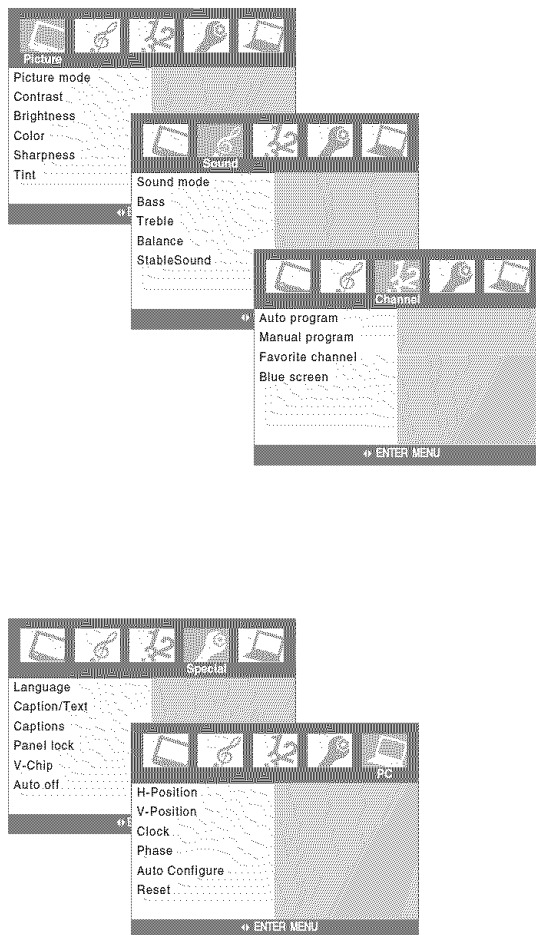 Picture
Picture mode
Contrast
Brightness
Color
Sharpness
Tint
Sound
Sound mode
Bass
Treble
Balance
StableSound
Channel
Auto program
Manual program
Favorite channel
Blue screen
ENTER MENU
Special
Language
Caption/Text
Captions
Panel lock
V-Chip
Auto off
PC
H-Position
V-Position
Clock
Phase
Auto Configure
Reset
ENTER MENU